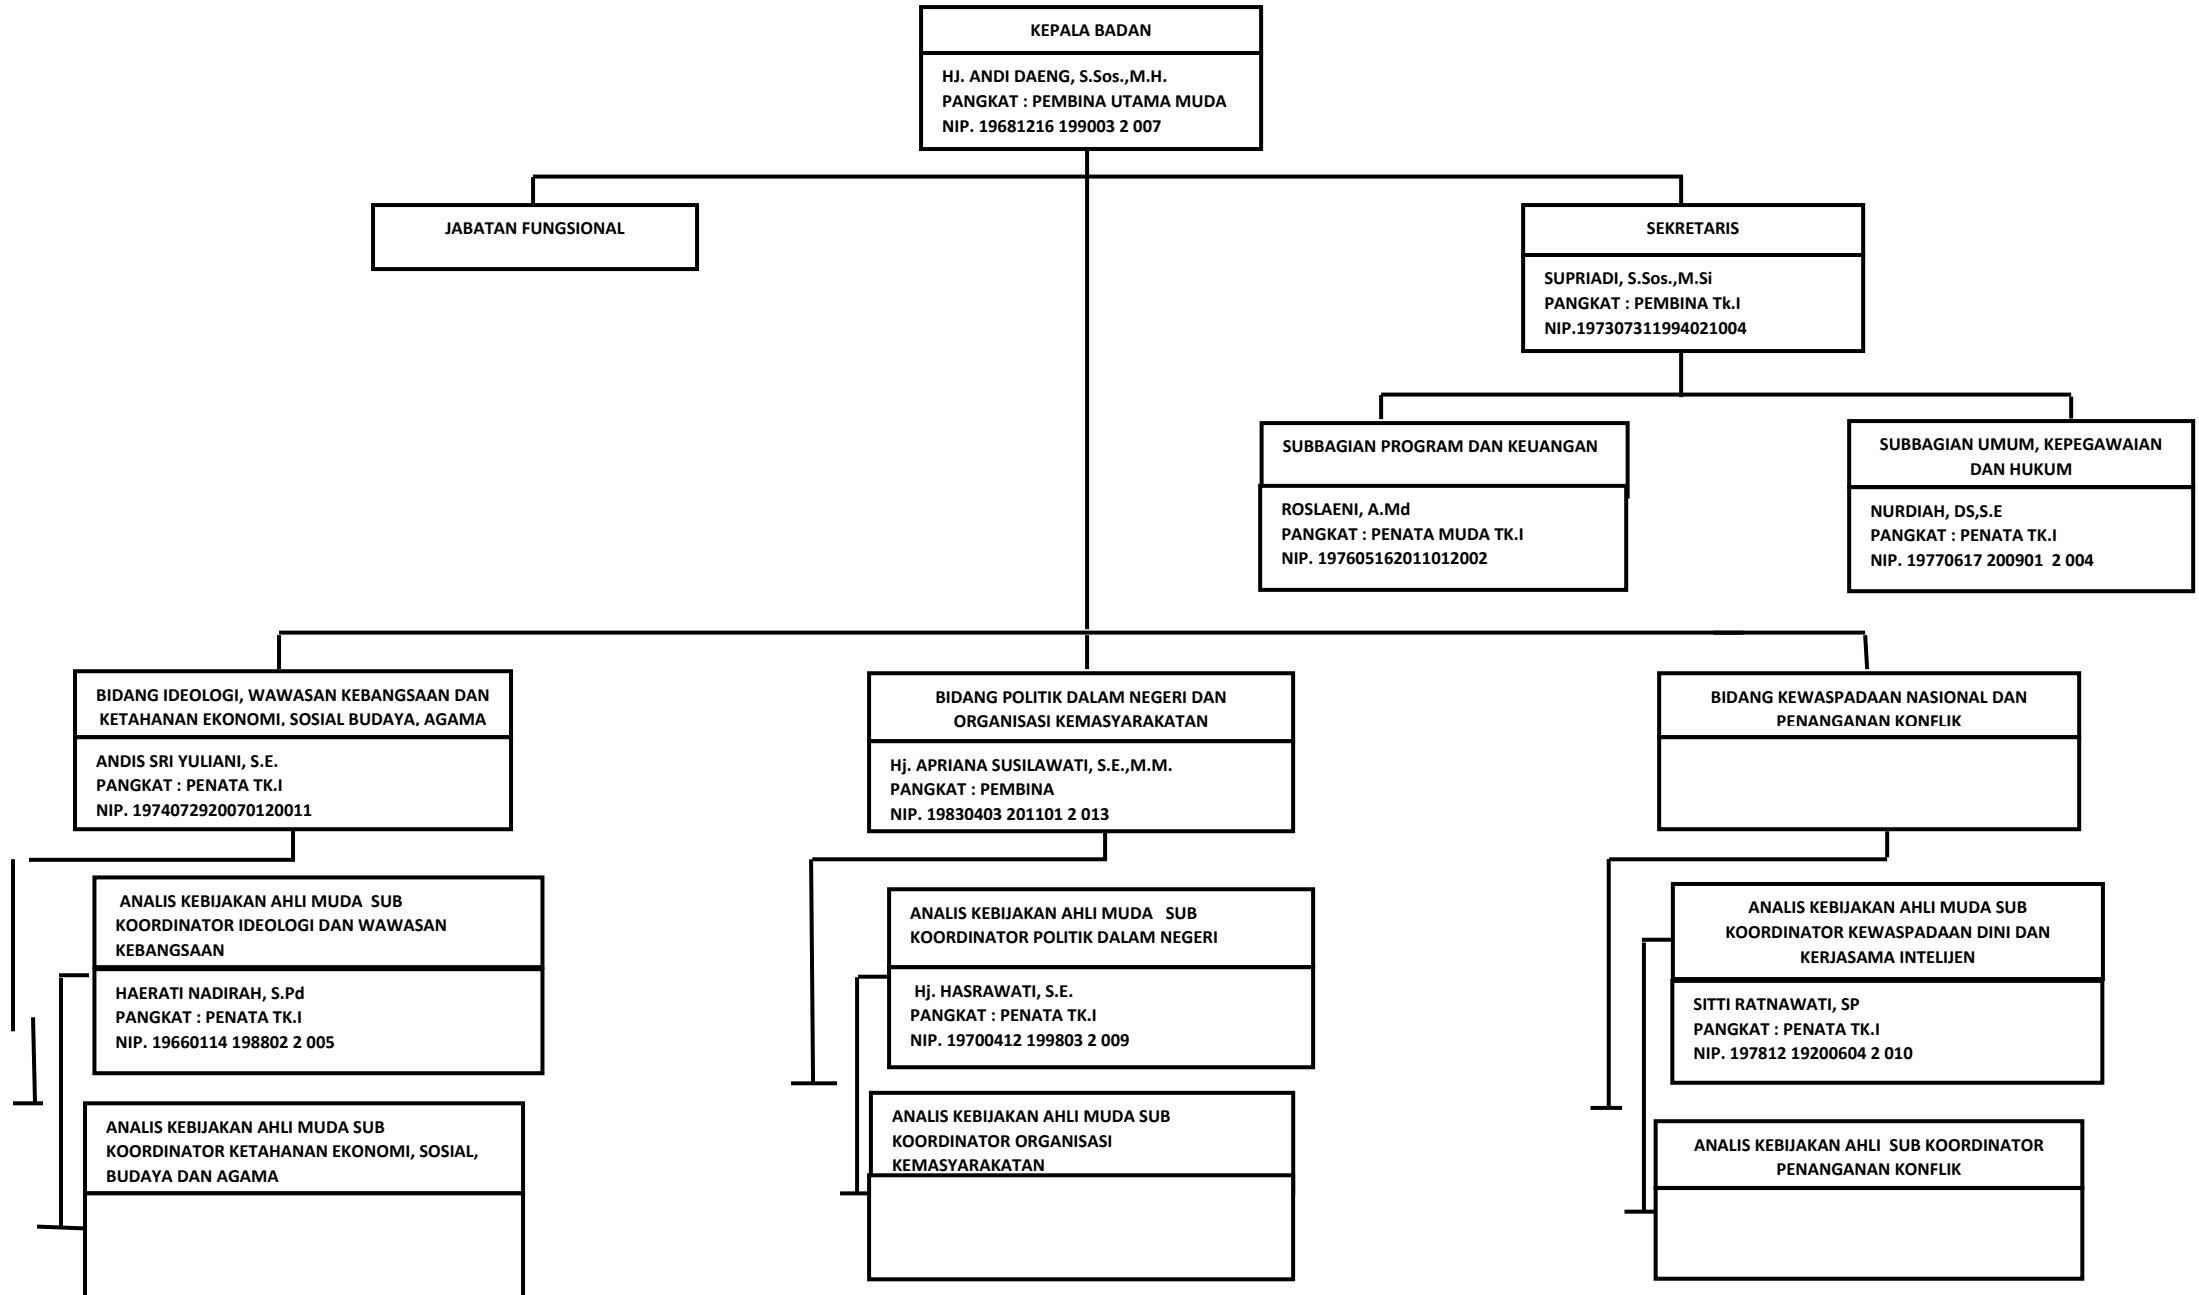 KEPALA BADAN
HJ. ANDI DAENG, S.Sos.,M.H.
PANGKAT : PEMBINA UTAMA MUDA
NIP. 19681216 199003 2 007
JABATAN FUNGSIONAL
SEKRETARIS
SUPRIADI, S.Sos.,M.Si
PANGKAT : PEMBINA Tk.I
NIP.197307311994021004
SUBBAGIAN PROGRAM DAN KEUANGAN
ROSLAENI, A.Md
PANGKAT : PENATA MUDA TK.I
NIP. 197605162011012002
SUBBAGIAN UMUM, KEPEGAWAIAN
DAN HUKUM
NURDIAH, DS,S.E
PANGKAT : PENATA TK.I
NIP. 19770617 200901  2 004
BIDANG IDEOLOGI, WAWASAN KEBANGSAAN DAN
KETAHANAN EKONOMI, SOSIAL BUDAYA, AGAMA
ANDIS SRI YULIANI, S.E.
PANGKAT : PENATA TK.I
NIP. 1974072920070120011
BIDANG POLITIK DALAM NEGERI DAN
ORGANISASI KEMASYARAKATAN
Hj. APRIANA SUSILAWATI, S.E.,M.M.
PANGKAT : PEMBINA
NIP. 19830403 201101 2 013
BIDANG KEWASPADAAN NASIONAL DAN
PENANGANAN KONFLIK
ANALIS KEBIJAKAN AHLI MUDA  SUB
KOORDINATOR IDEOLOGI DAN WAWASAN
KEBANGSAAN
HAERATI NADIRAH, S.Pd
PANGKAT : PENATA TK.I
NIP. 19660114 198802 2 005
ANALIS KEBIJAKAN AHLI MUDA SUB
KOORDINATOR KETAHANAN EKONOMI, SOSIAL,
BUDAYA DAN AGAMA
ANALIS KEBIJAKAN AHLI MUDA   SUB
KOORDINATOR POLITIK DALAM NEGERI
Hj. HASRAWATI, S.E.
PANGKAT : PENATA TK.I
NIP. 19700412 199803 2 009
ANALIS KEBIJAKAN AHLI MUDA SUB
KOORDINATOR ORGANISASI
KEMASYARAKATAN
ANALIS KEBIJAKAN AHLI MUDA SUB
KOORDINATOR KEWASPADAAN DINI DAN
KERJASAMA INTELIJEN
SITTI RATNAWATI, SP
PANGKAT : PENATA TK.I
NIP. 197812 19200604 2 010
ANALIS KEBIJAKAN AHLI  SUB KOORDINATOR
PENANGANAN KONFLIK